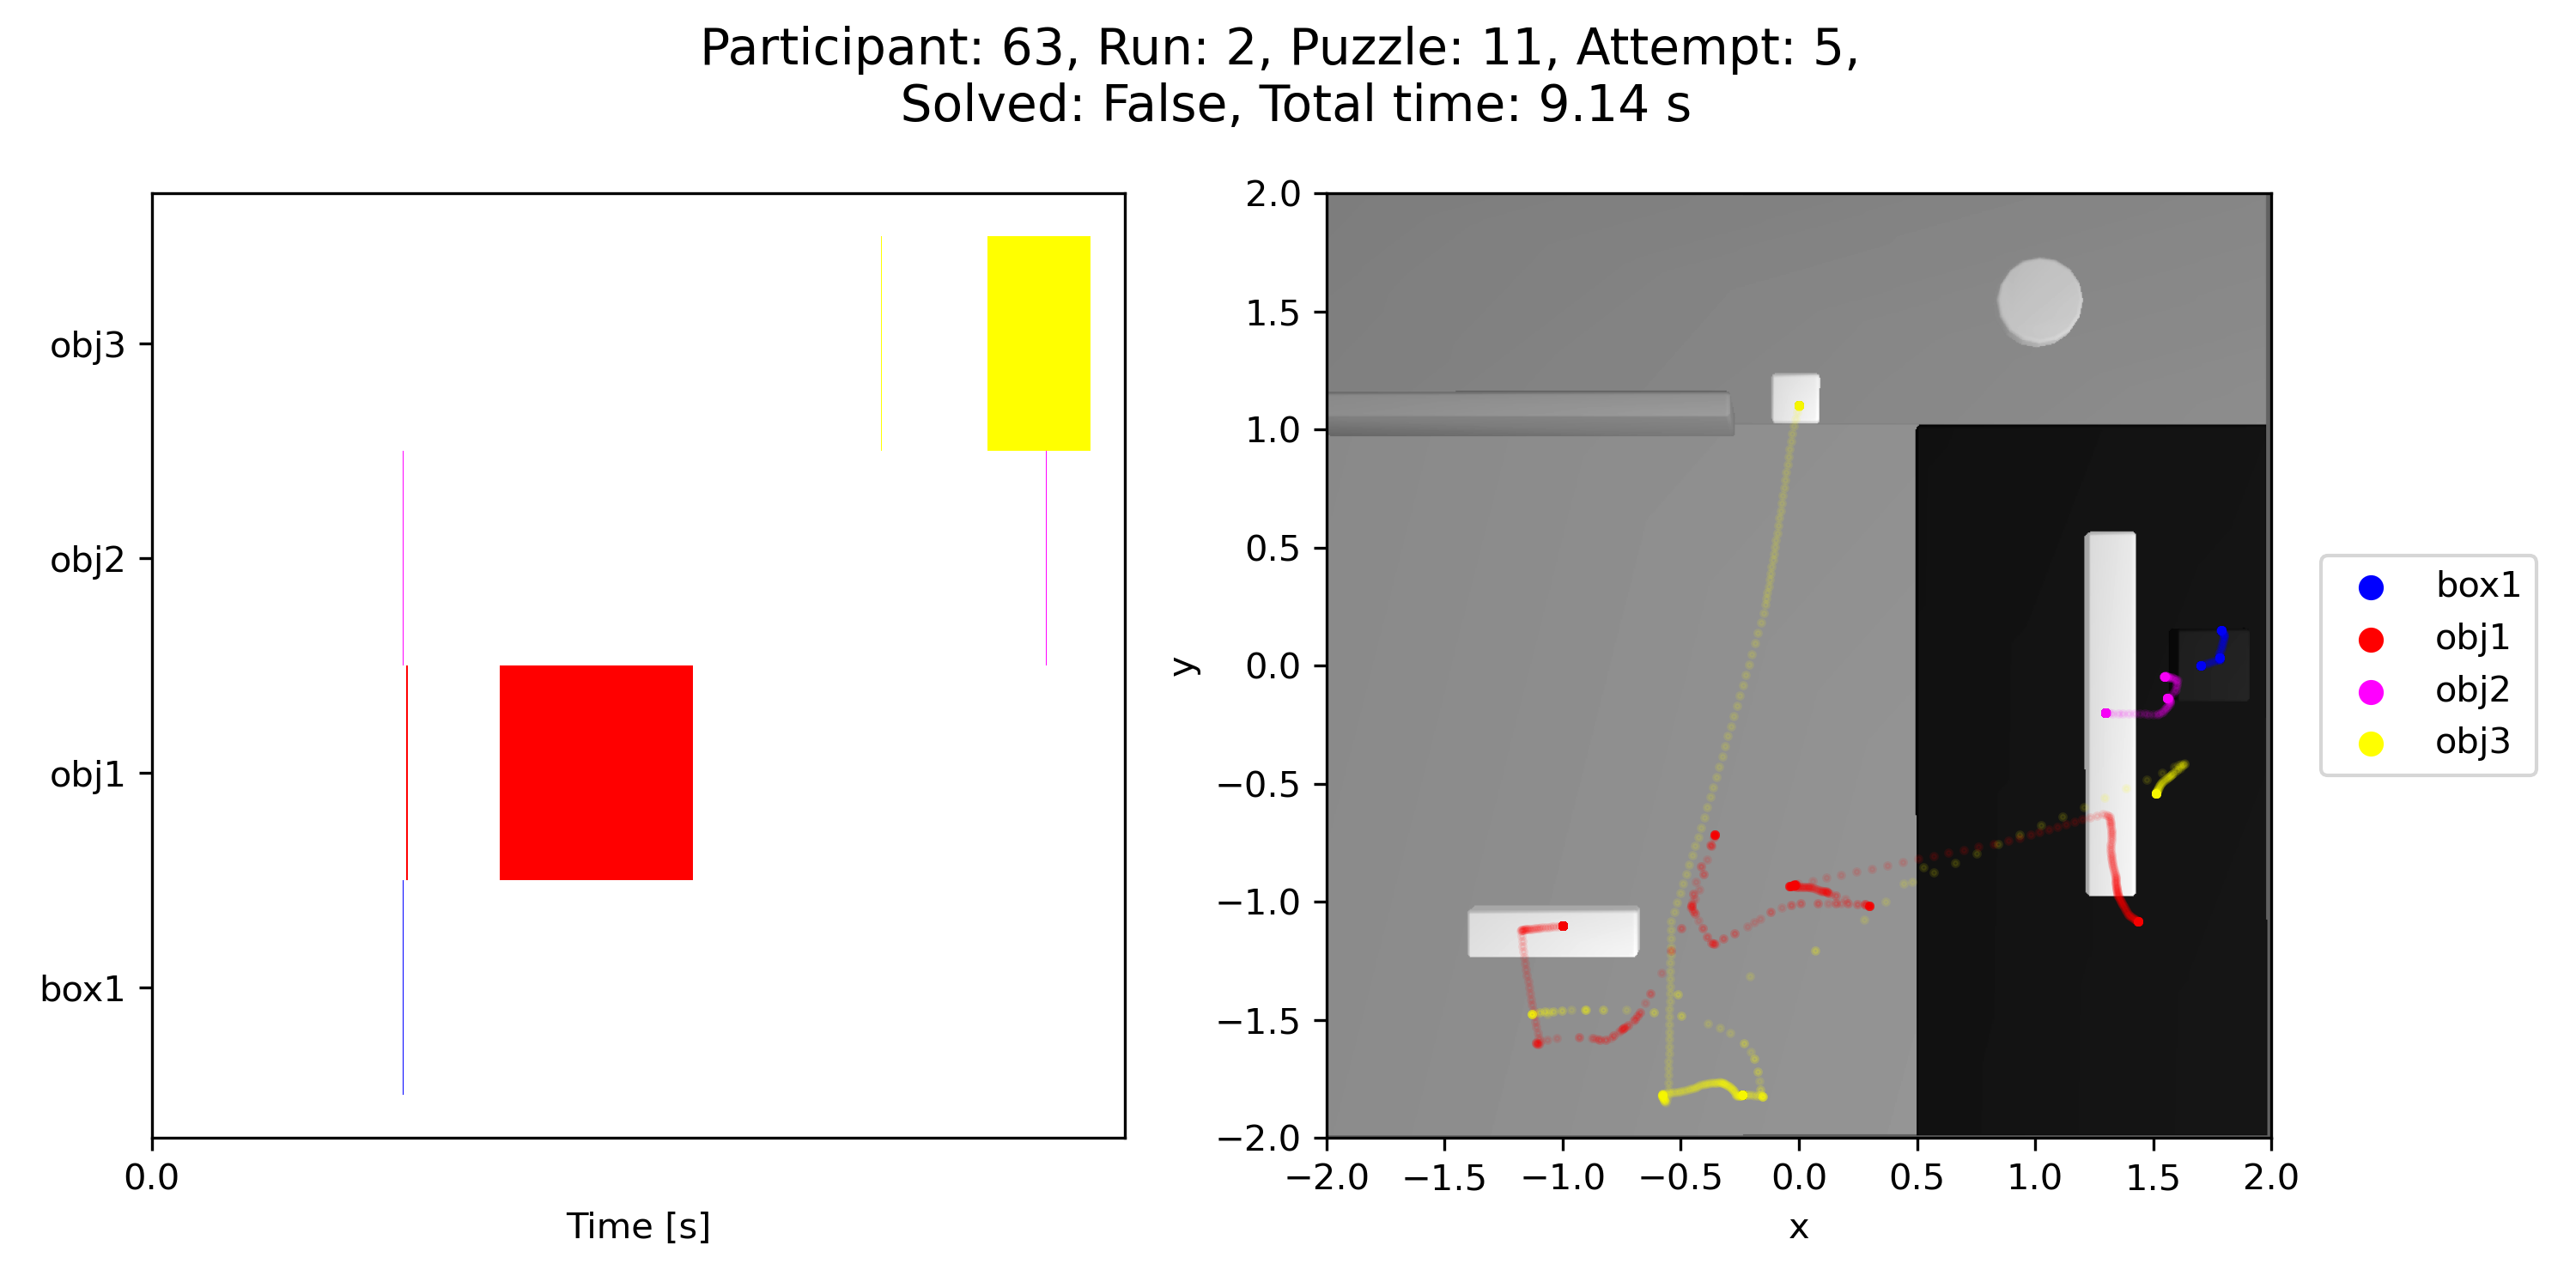 Participant: 63, Run: 2, Puzzle: 11, Attempt: 5,
Solved: False, Total time: 9.14 s
obj3
obj2
obj1
box1
0.0
Time [s]
2.0
1.5
1.0
0.5
0.0
−0.5
−1.0
−1.5
−2.0
y
−2.0 −1.5 −1.0 −0.5 0.0 0.5 1.0 1.5 2.0
x
box1
obj1
obj2
obj3